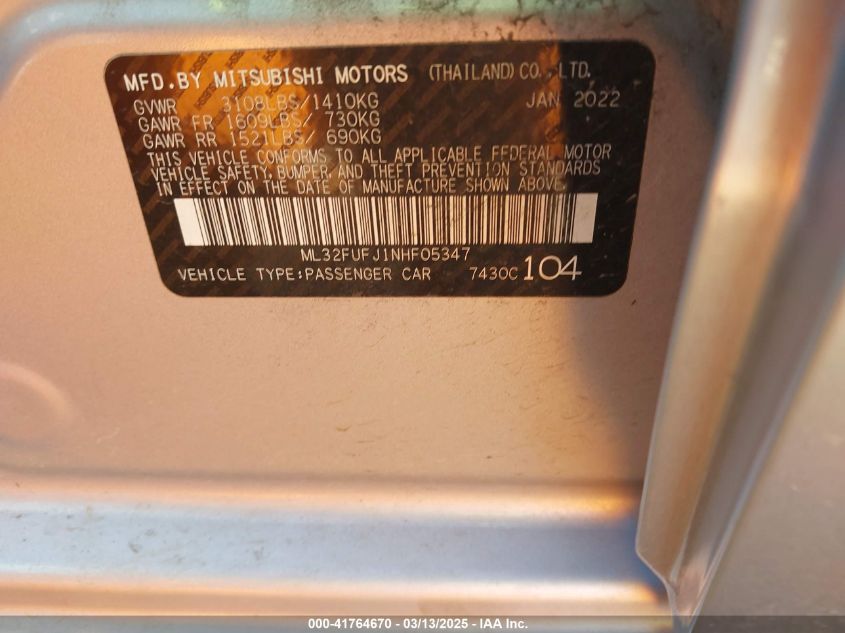 MFD.BY MITSUBISHI MOTORS (THAILAND) CO., LTD.
GVWR 3108LBS/1410KG JAN 2022
GAWR FR 1609LBS/ 730KG
GAWR RR 1521LBS/ 690KG
THIS VEHICLE CONFORMS TO ALL APPLICABLE FEDERAL MOTOR
VEHICLE SAFETY, BUMPER, AND THEFT PREVENTION STANDARDS
IN EFFECT ON THE DATE OF MANUFACTURE SHOWN ABOVE.
ML32FUFJ1NHF05347
VEHICLE TYPE:PASSENGER CAR 7430C 104
000-41764670 - 03/13/2025 - IAA Inc.